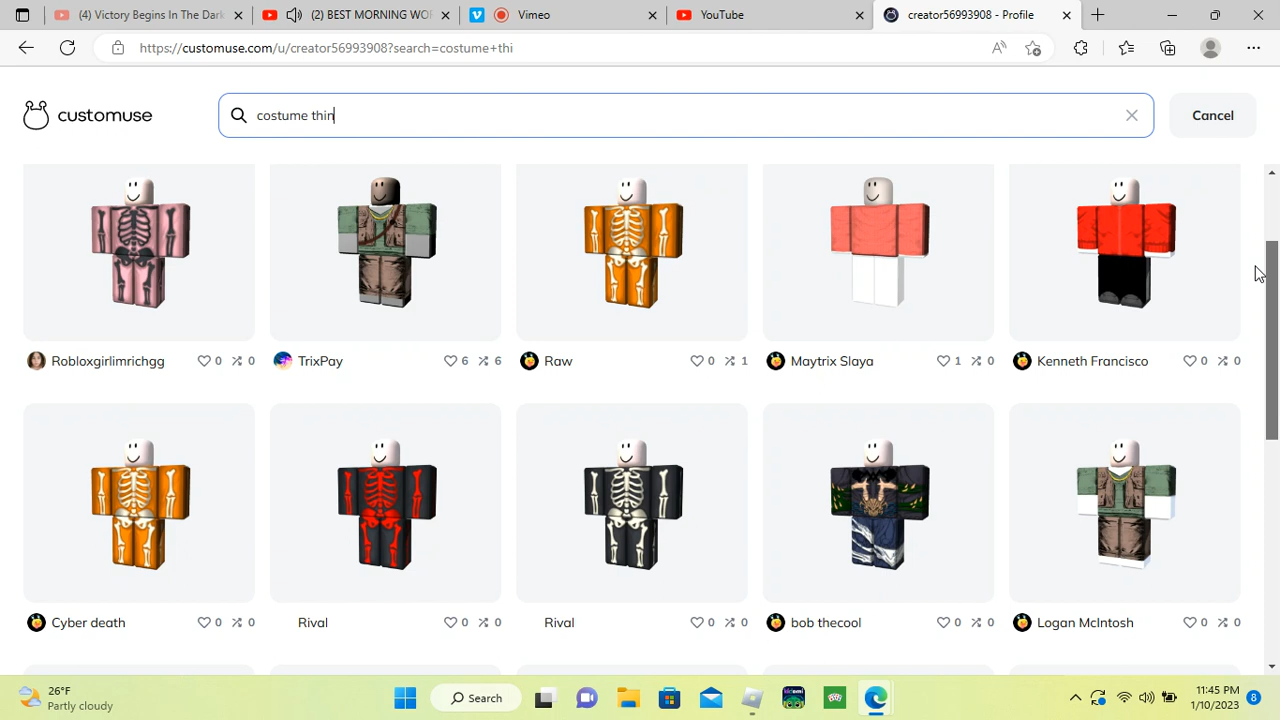 (4) Victory Begins In The Dark
(2) BEST MORNING WO
Vimeo
YouTube
creator56993908 - Profile
https://customuse.com/u/creator56993908?search=costume+thi
customuse
costume thin
Cancel
Robloxgirlimrichgg 0 0
TrixPay 6 6
Raw 0 1
Maytrix Slaya 1 0
Kenneth Francisco 0 0
Cyber death 0 0
Rival 0 0
Rival 0 0
bob thecool 0 0
Logan McIntosh 0 0
26°F
Partly cloudy
Search
kidomi
11:45 PM
1/10/2023
8